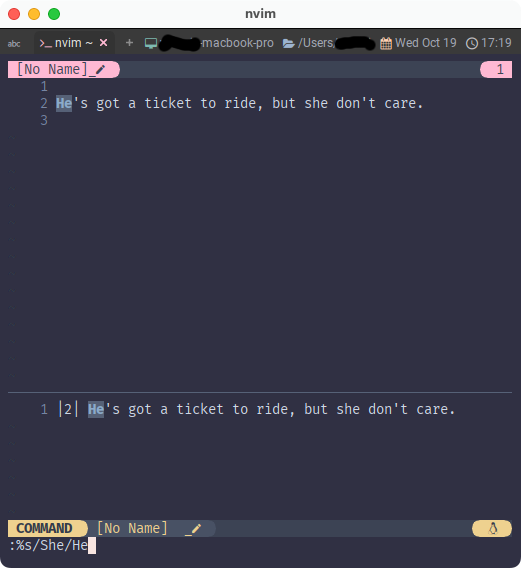 nvim
abc >_ nvim ~ × + -macbook-pro /Users/ Wed Oct 19 17:19
[No Name] 1
1
2 He's got a ticket to ride, but she don't care.
3
1 |2| He's got a ticket to ride, but she don't care.
COMMAND [No Name]
:%s/She/He